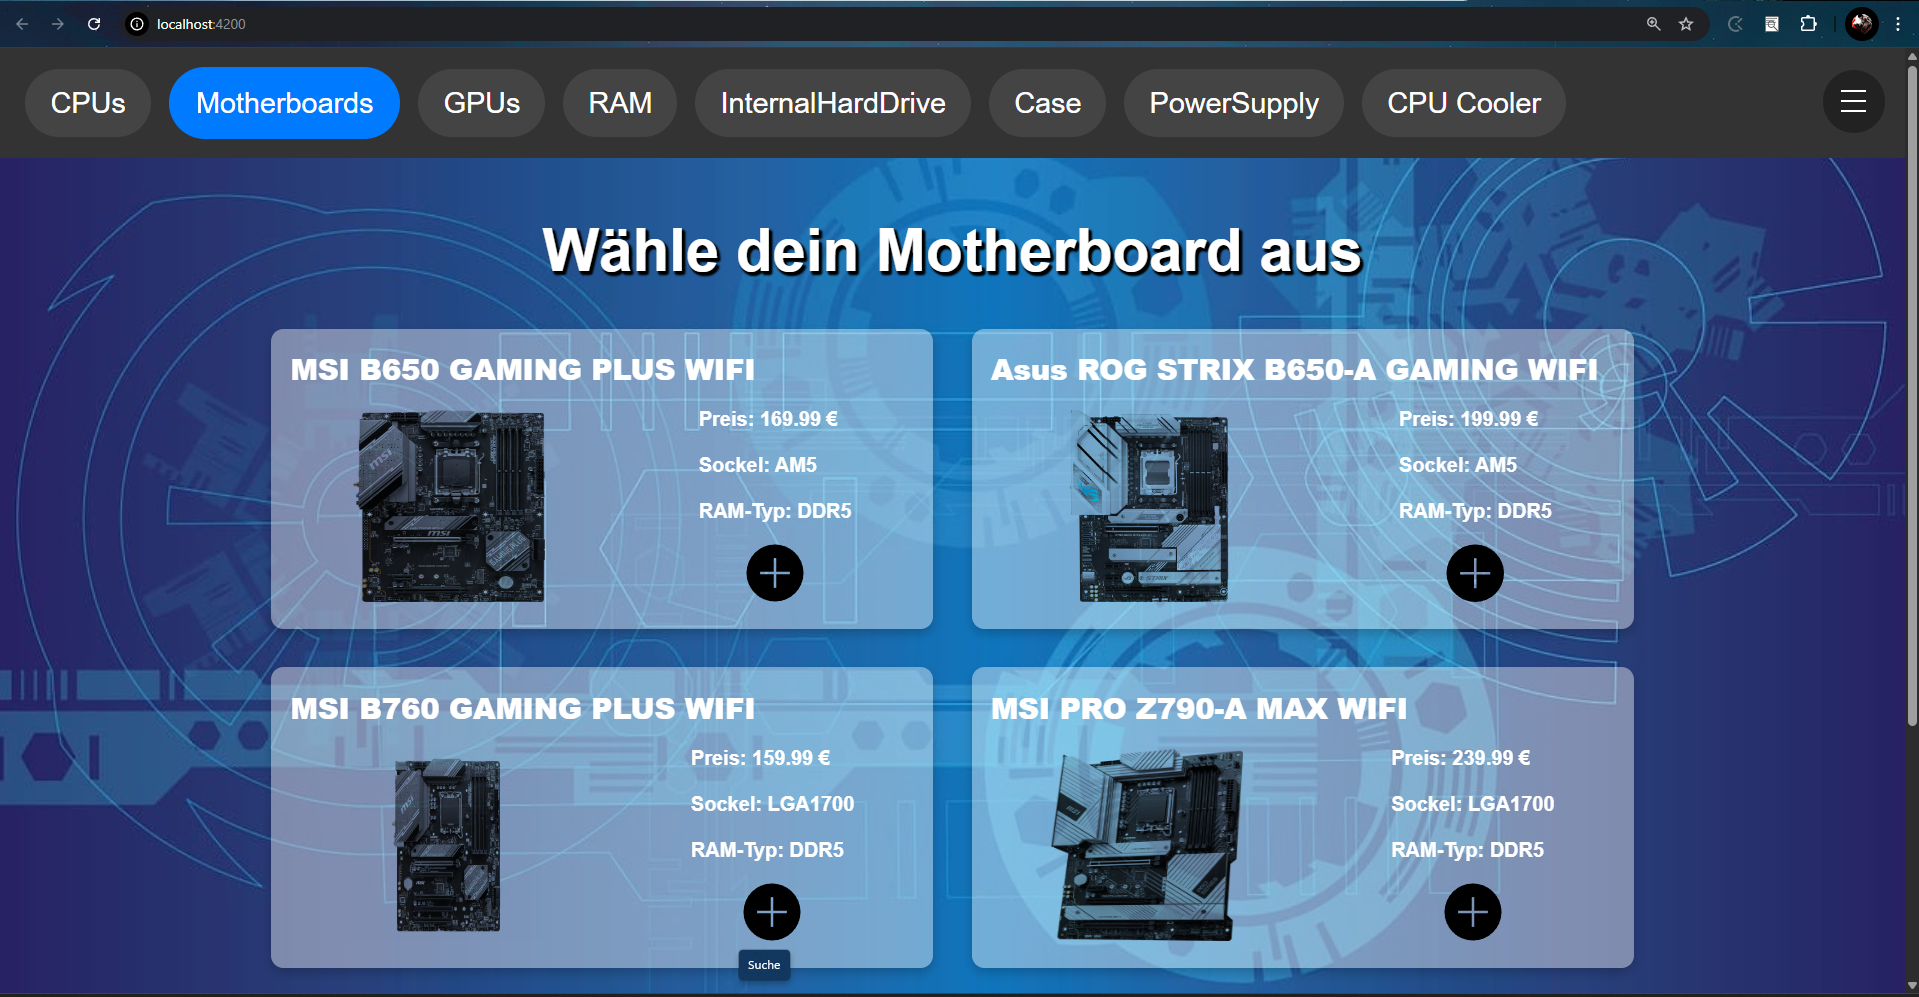 localhost:4200
CPUs Motherboards GPUs RAM InternalHardDrive Case PowerSupply CPU Cooler
Wähle dein Motherboard aus
MSI B650 GAMING PLUS WIFI
Preis: 169.99 €
Sockel: AM5
RAM-Typ: DDR5
Asus ROG STRIX B650-A GAMING WIFI
Preis: 199.99 €
Sockel: AM5
RAM-Typ: DDR5
MSI B760 GAMING PLUS WIFI
Preis: 159.99 €
Sockel: LGA1700
RAM-Typ: DDR5
Suche
MSI PRO Z790-A MAX WIFI
Preis: 239.99 €
Sockel: LGA1700
RAM-Typ: DDR5